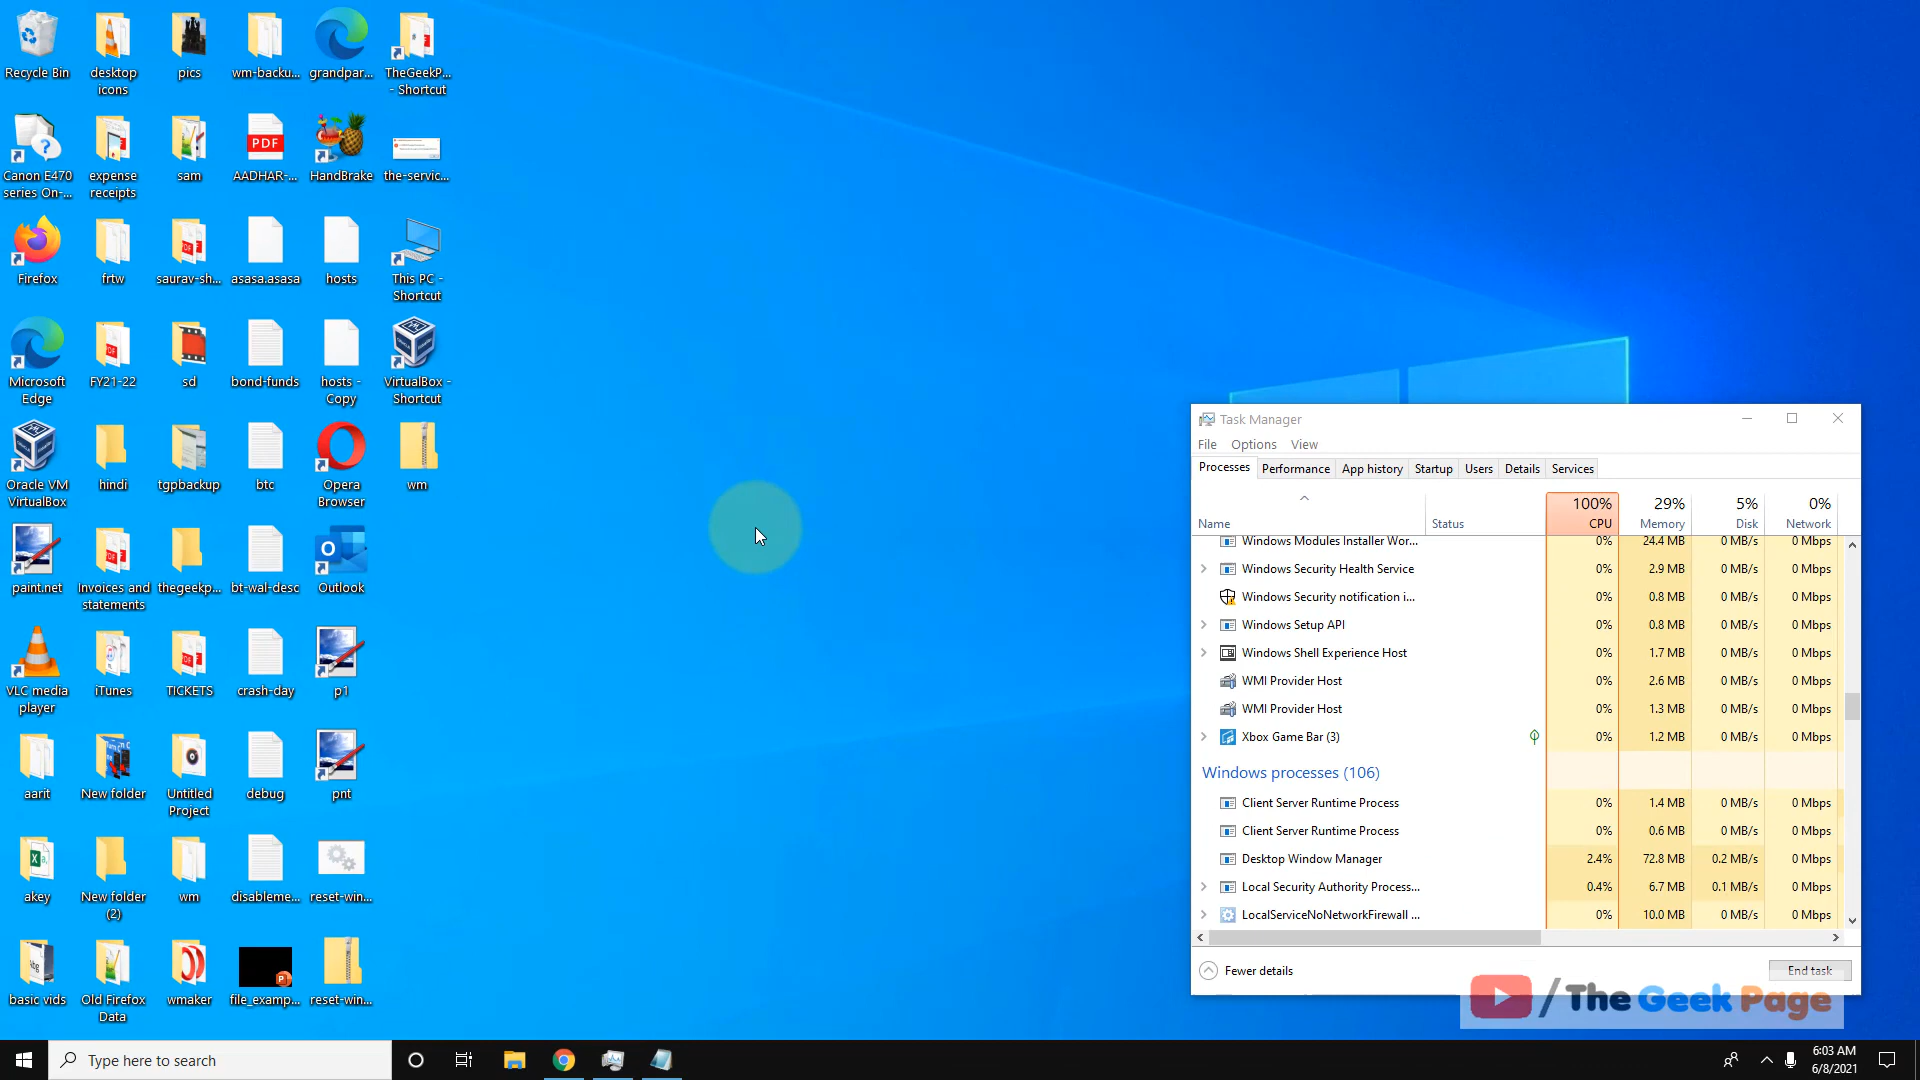 Recycle Bin
desktop
icons
pics
wm-backu...
grandpar...
TheGeekP...
- Shortcut
Canon E470
series On-...
expense
receipts
sam
PDF
AADHAR-...
HandBrake
the-servic...
Firefox
frtw
saurav-sh...
asasa.asasa
hosts
This PC -
Shortcut
Microsoft
Edge
FY21-22
sd
bond-funds
hosts -
Copy
VirtualBox -
Shortcut
Oracle VM
VirtualBox
hindi
tgpbackup
btc
Opera
Browser
wm
paint.net
Invoices and
statements
thegeekp...
bt-wal-desc
Outlook
VLC media
player
iTunes
TICKETS
crash-day
p1
aarit
New folder
Untitled
Project
debug
pnt
akey
New folder
(2)
wm
disableme...
reset-win...
basic vids
Old Firefox
Data
wmaker
file_examp...
reset-win...
Task Manager
File Options View
Processes Performance App history Startup Users Details Services
100% 29% 5% 0%
Name Status CPU Memory Disk Network
Windows Modules Installer Wor... 0% 24.4 MB 0 MB/s 0 Mbps
Windows Security Health Service 0% 2.9 MB 0 MB/s 0 Mbps
Windows Security notification i... 0% 0.8 MB 0 MB/s 0 Mbps
Windows Setup API 0% 0.8 MB 0 MB/s 0 Mbps
Windows Shell Experience Host 0% 1.7 MB 0 MB/s 0 Mbps
WMI Provider Host 0% 2.6 MB 0 MB/s 0 Mbps
WMI Provider Host 0% 1.3 MB 0 MB/s 0 Mbps
Xbox Game Bar (3) 0% 1.2 MB 0 MB/s 0 Mbps
Windows processes (106)
Client Server Runtime Process 0% 1.4 MB 0 MB/s 0 Mbps
Client Server Runtime Process 0% 0.6 MB 0 MB/s 0 Mbps
Desktop Window Manager 2.4% 72.8 MB 0.2 MB/s 0 Mbps
Local Security Authority Process... 0.4% 6.7 MB 0.1 MB/s 0 Mbps
LocalServiceNoNetworkFirewall ... 0% 10.0 MB 0 MB/s 0 Mbps
Fewer details End task
/The Geek Page
Type here to search
6:03 AM
6/8/2021